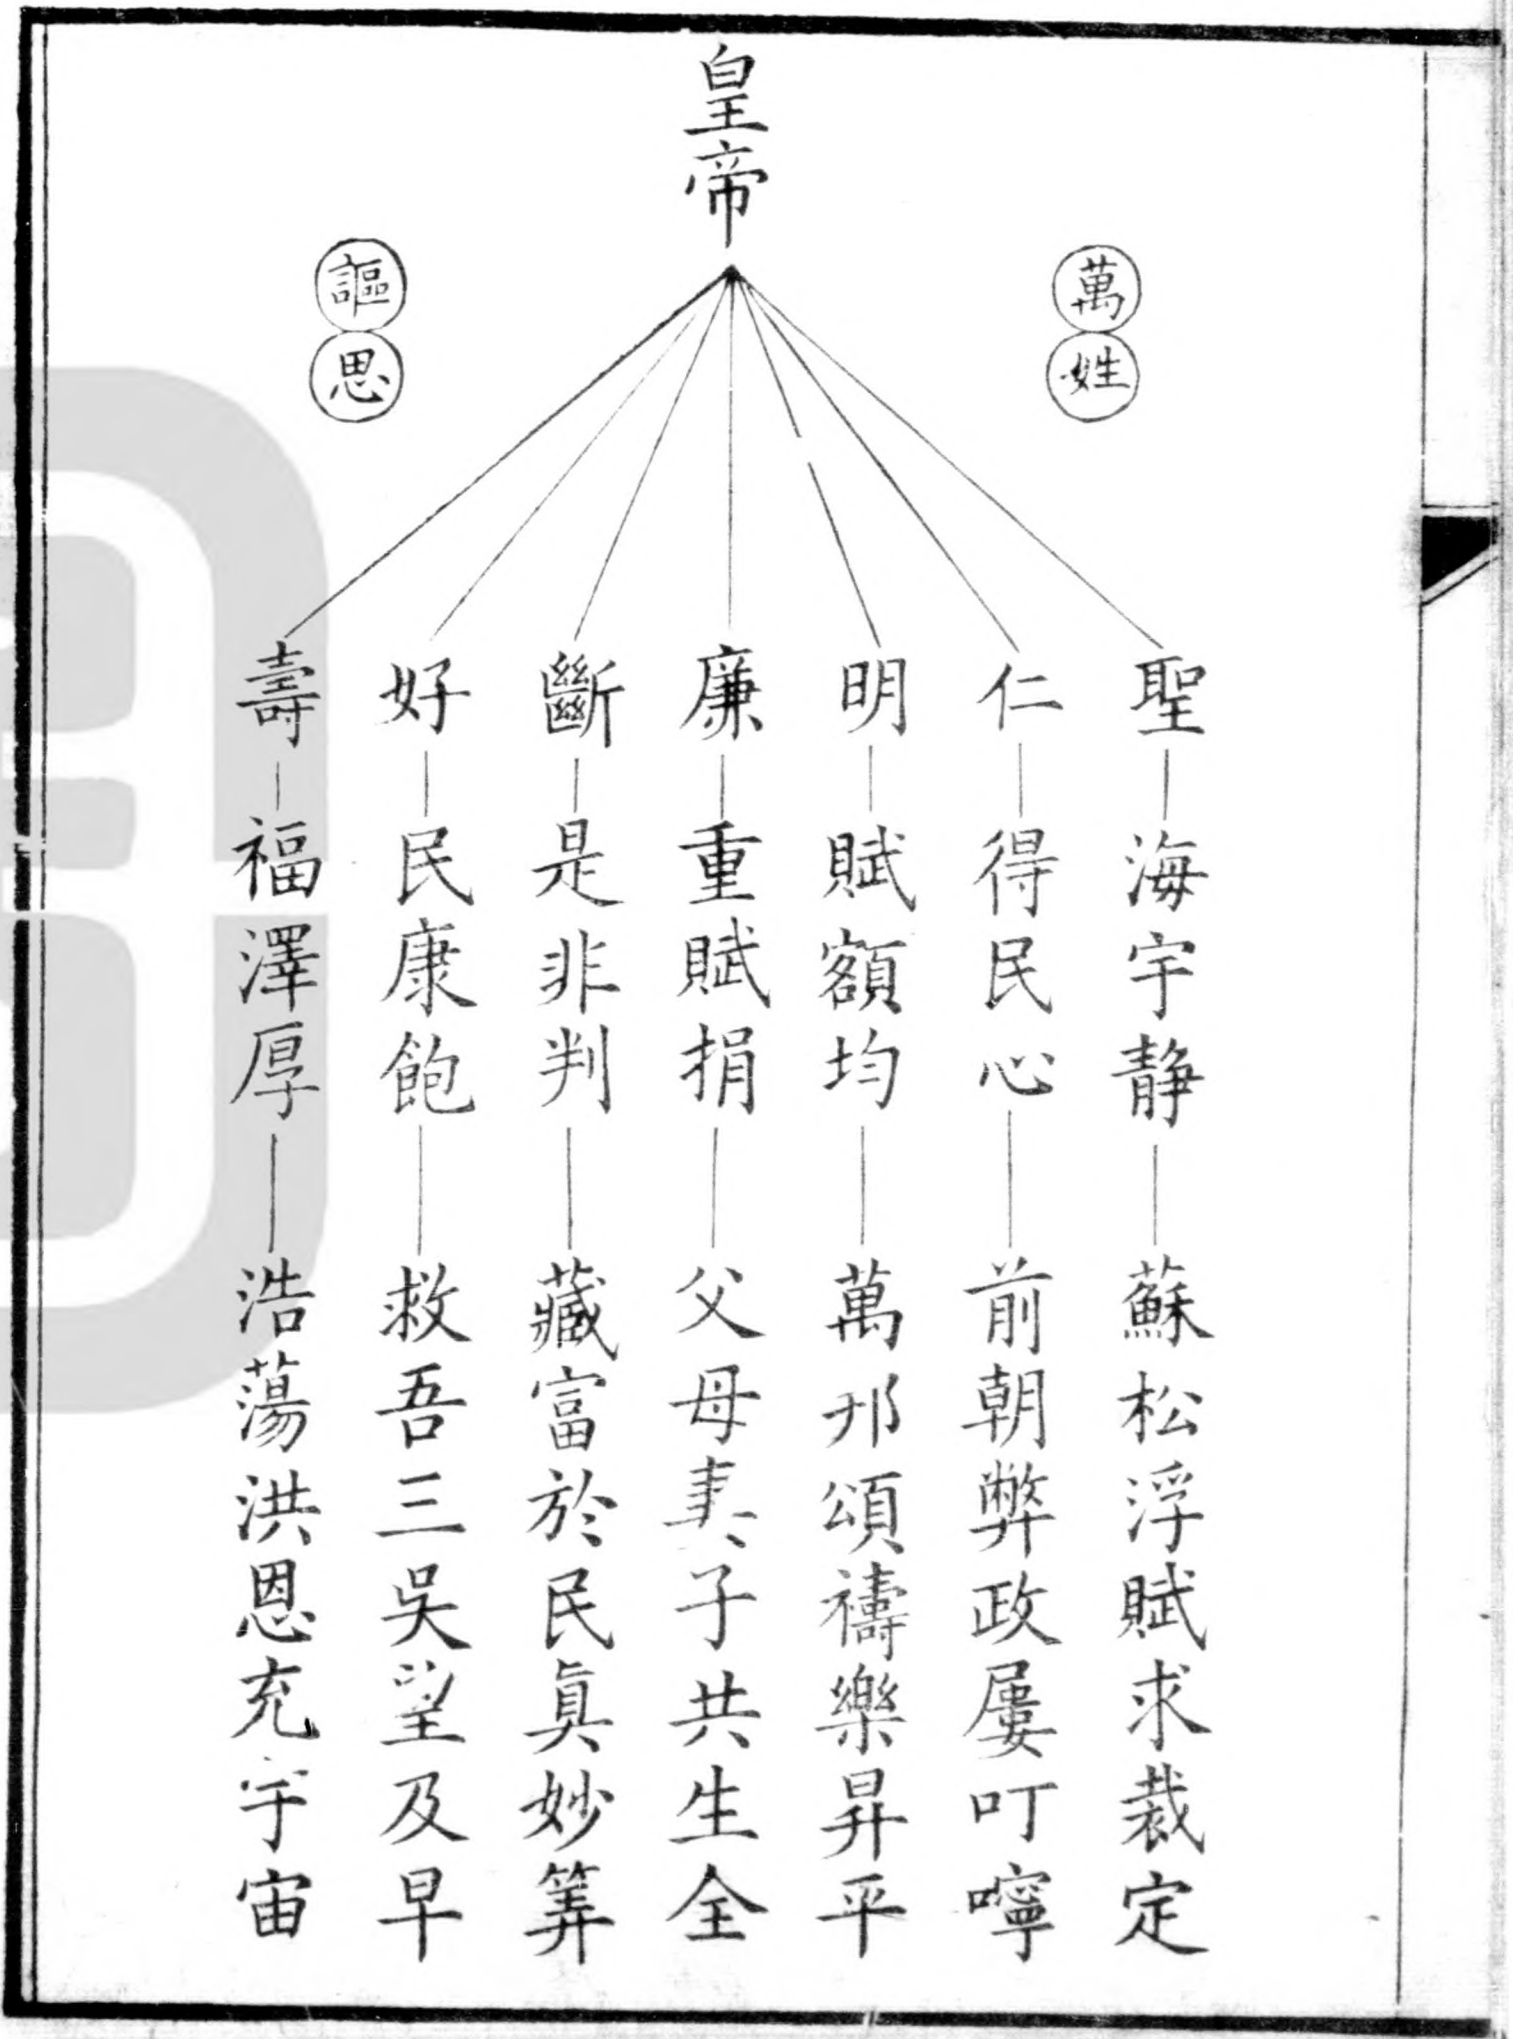 皇帝
萬姓
謳思
聖海宇静蘇松浮賦求裁定
仁得民心前朝弊政屢叮嚀
明賦額均萬邦頌禱樂昇平
廉重賦捐父母妻子共生全
斷是非判藏富於民眞妙筭
好民康飽救吾三吳望及早
壽福澤厚浩蕩洪恩充宇宙